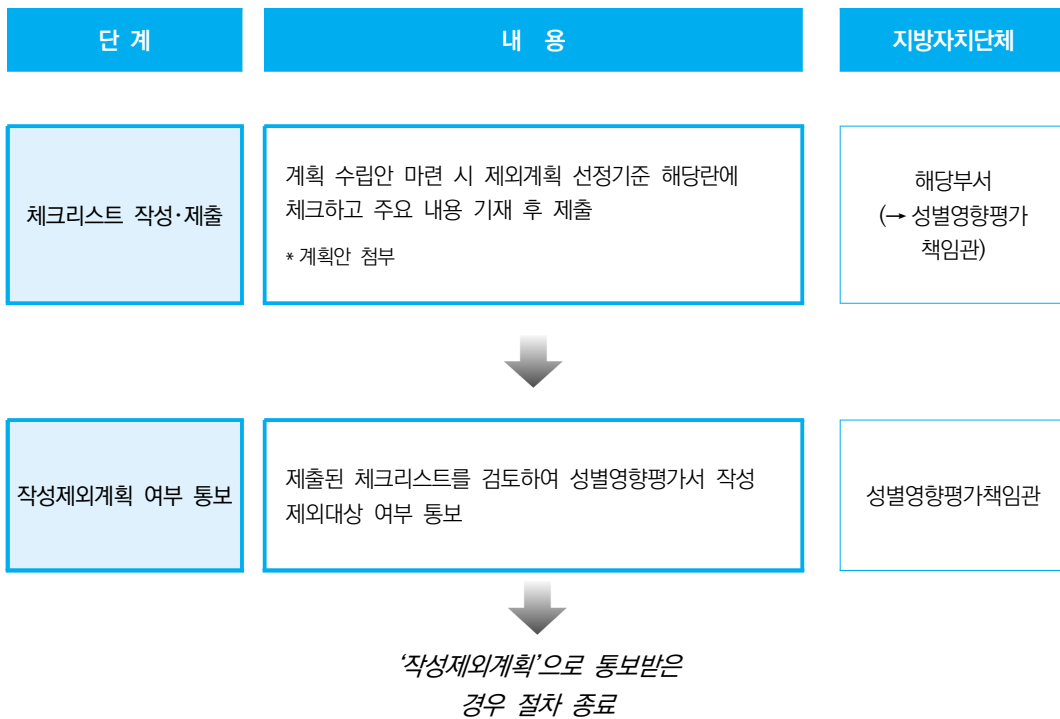 단 계
내 용
지방자치단체
체크리스트 작성·제출
계획 수립안 마련 시 제외계획 선정기준 해당란에
체크하고 주요 내용 기재 후 제출
* 계획안 첨부
해당부서
(→ 성별영향평가
책임관)
작성제외계획 여부 통보
제출된 체크리스트를 검토하여 성별영향평가서 작성
제외대상 여부 통보
성별영향평가책임관
‘작성제외계획’으로 통보받은
경우 절차 종료